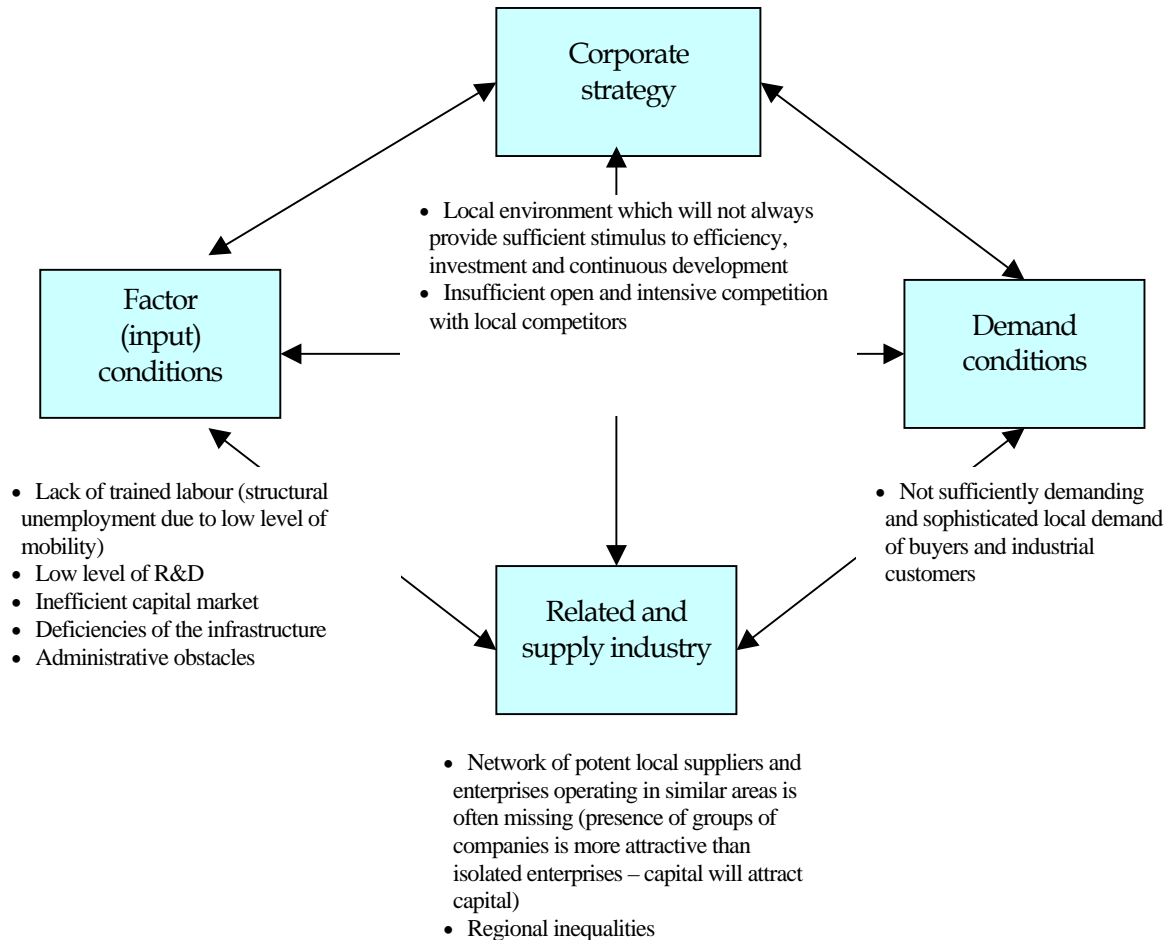 Corporate
strategy
• Local environment which will not always
provide sufficient stimulus to efficiency,
investment and continuous development
• Insufficient open and intensive competition
with local competitors
Factor
(input)
conditions
Demand
conditions
• Lack of trained labour (structural
unemployment due to low level of
mobility)
• Low level of R&D
• Inefficient capital market
• Deficiencies of the infrastructure
• Administrative obstacles
• Not sufficiently demanding
and sophisticated local demand
of buyers and industrial
customers
Related and
supply industry
• Network of potent local suppliers and
enterprises operating in similar areas is
often missing (presence of groups of
companies is more attractive than
isolated enterprises – capital will attract
capital)
• Regional inequalities